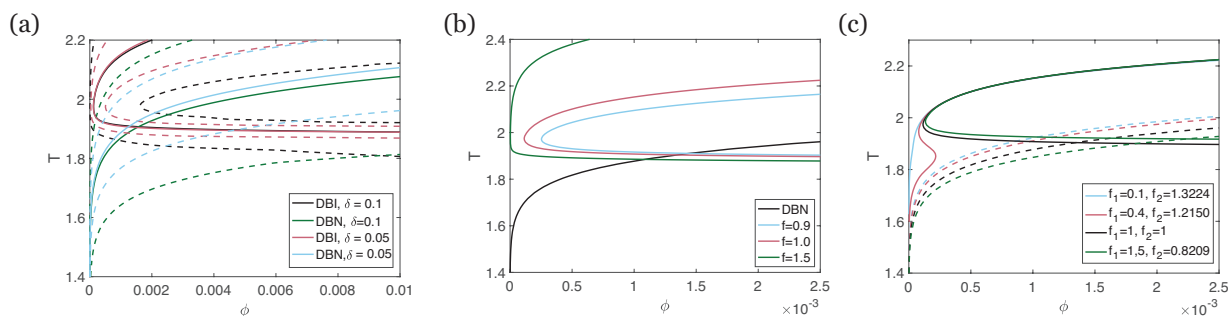 (a)
2.2
2
1.8
1.6
1.4
T
0
0.002
0.004
0.006
0.008
0.01
ϕ
DBI, δ = 0.1
DBN, δ=0.1
DBI, δ = 0.05
DBN, δ = 0.05
(b)
2.4
2.2
2
1.8
1.6
1.4
T
0
0.5
1
1.5
2
2.5
ϕ
×10⁻³
DBN
f=0.9
f=1.0
f=1.5
(c)
2.2
2
1.8
1.6
1.4
T
0
0.5
1
1.5
2
2.5
ϕ
×10⁻³
f₁=0.1, f₂=1.3224
f₁=0.4, f₂=1.2150
f₁=1, f₂=1
f₁=1,5, f₂=0.8209